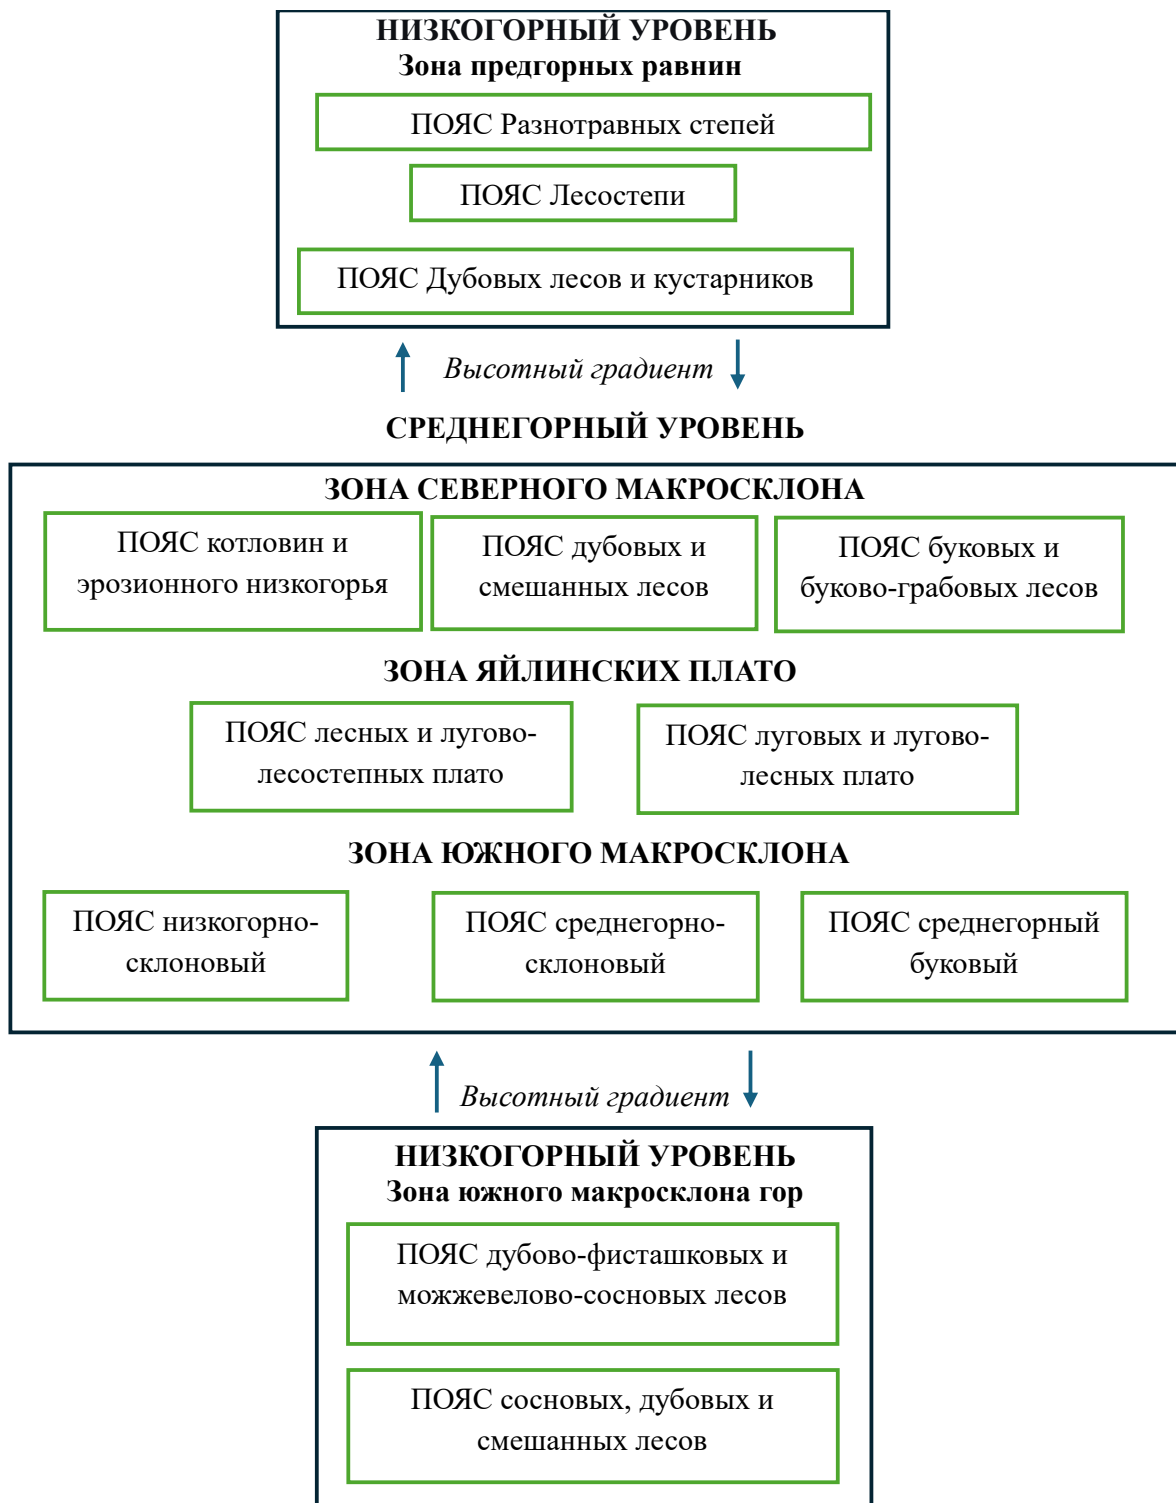 НИЗКОГОРНЫЙ УРОВЕНЬ
Зона предгорных равнин
ПОЯС Разнотравных степей
ПОЯС Лесостепи
ПОЯС Дубовых лесов и кустарников
Высотный градиент
СРЕДНЕГОРНЫЙ УРОВЕНЬ
ЗОНА СЕВЕРНОГО МАКРОСКЛОНА
ПОЯС котловин и
эрозионного низкогорья
ПОЯС дубовых и
смешанных лесов
ПОЯС буковых и
буково-грабовых лесов
ЗОНА ЯЙЛИНСКИХ ПЛАТО
ПОЯС лесных и лугово-
лесостепных плато
ПОЯС луговых и лугово-
лесных плато
ЗОНА ЮЖНОГО МАКРОСКЛОНА
ПОЯС низкогорно-
склоновый
ПОЯС среднегорно-
склоновый
ПОЯС среднегорный
буковый
Высотный градиент
НИЗКОГОРНЫЙ УРОВЕНЬ
Зона южного макросклона гор
ПОЯС дубово-фисташковых и
можжевелово-сосновых лесов
ПОЯС сосновых, дубовых и
смешанных лесов